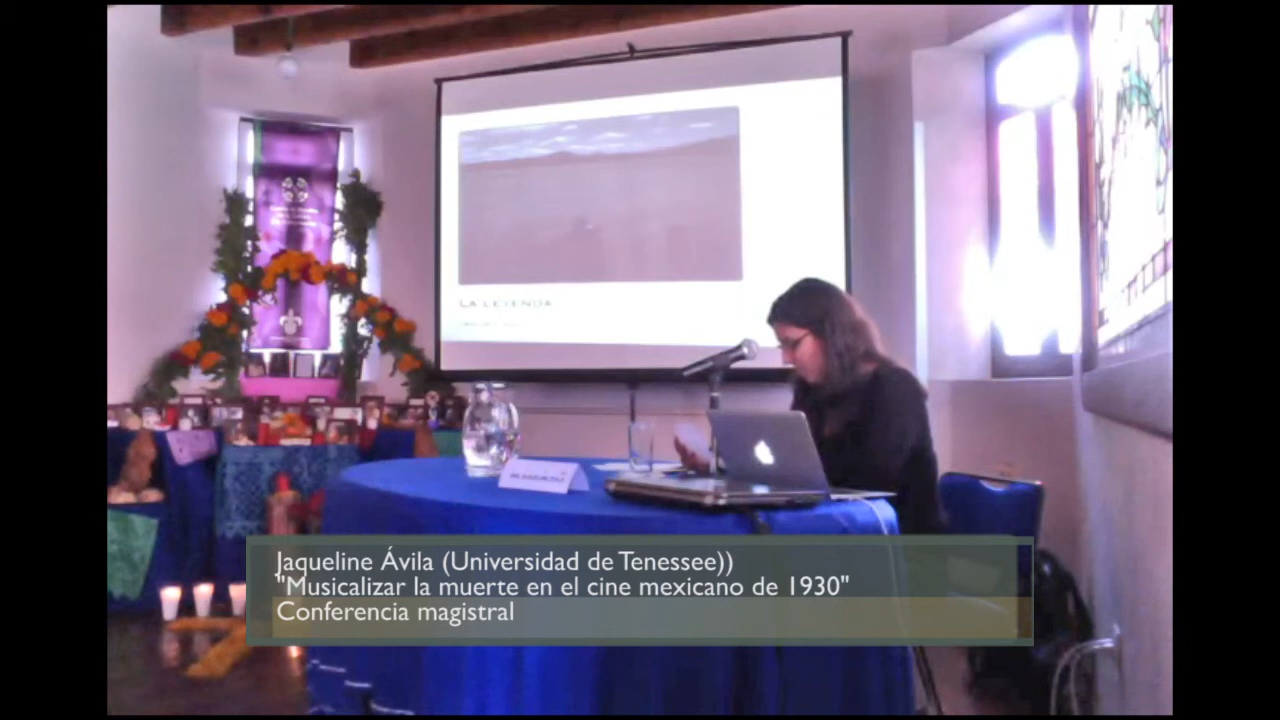 LA LEYENDA
Jaqueline Ávila (Universidad de Tenessee))
"Musicalizar la muerte en el cine mexicano de 1930"
Conferencia magistral